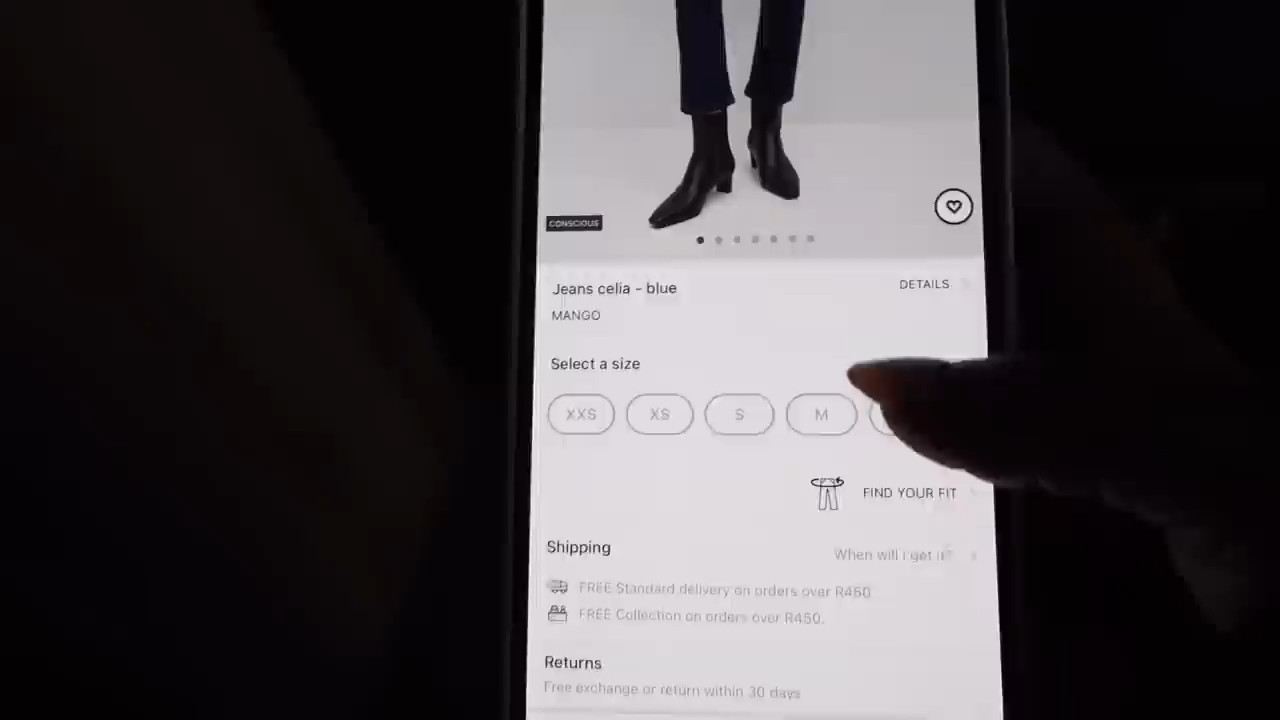 CONSCIOUS
Jeans celia - blue
DETAILS
MANGO
Select a size
XXS XS S M
FIND YOUR FIT
Shipping
When will i get it?
FREE Standard delivery on orders over R450
FREE Collection on orders over R450.
Returns
Free exchange or return within 30 days